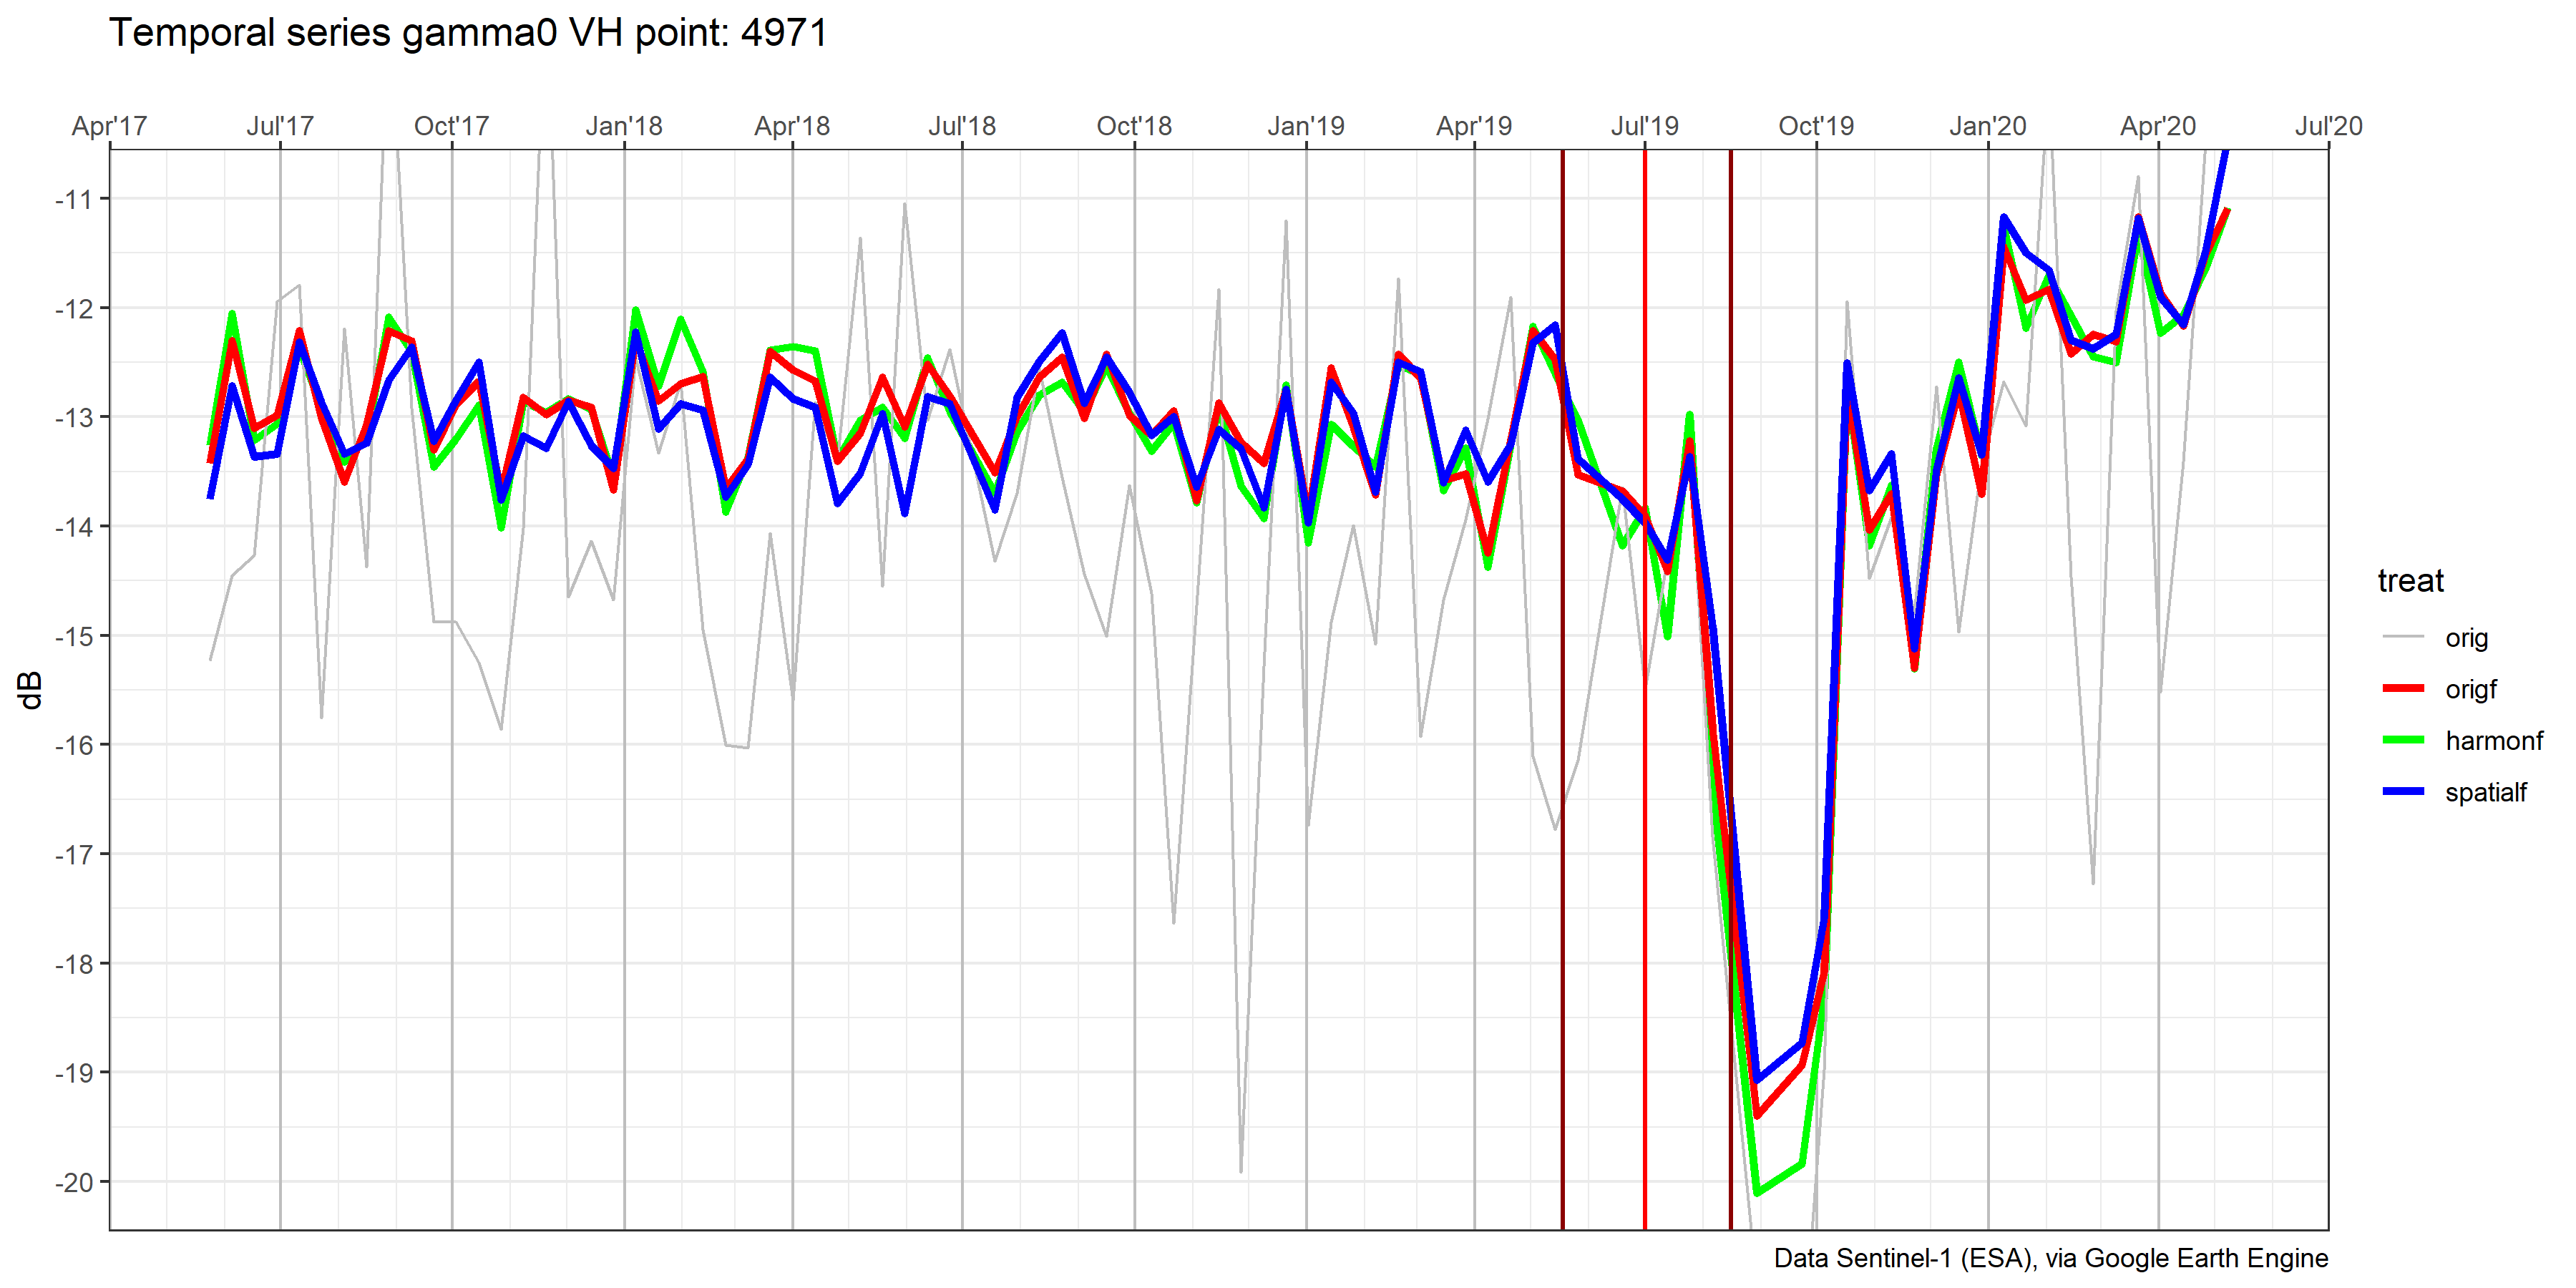 Temporal series gamma0 VH point: 4971
Apr'17 Jul'17 Oct'17 Jan'18 Apr'18 Jul'18 Oct'18 Jan'19 Apr'19 Jul'19 Oct'19 Jan'20 Apr'20 Jul'20
-11
-12
-13
-14
-15
-16
-17
-18
-19
-20
dB
treat
orig
origf
harmonf
spatialf
Data Sentinel-1 (ESA), via Google Earth Engine